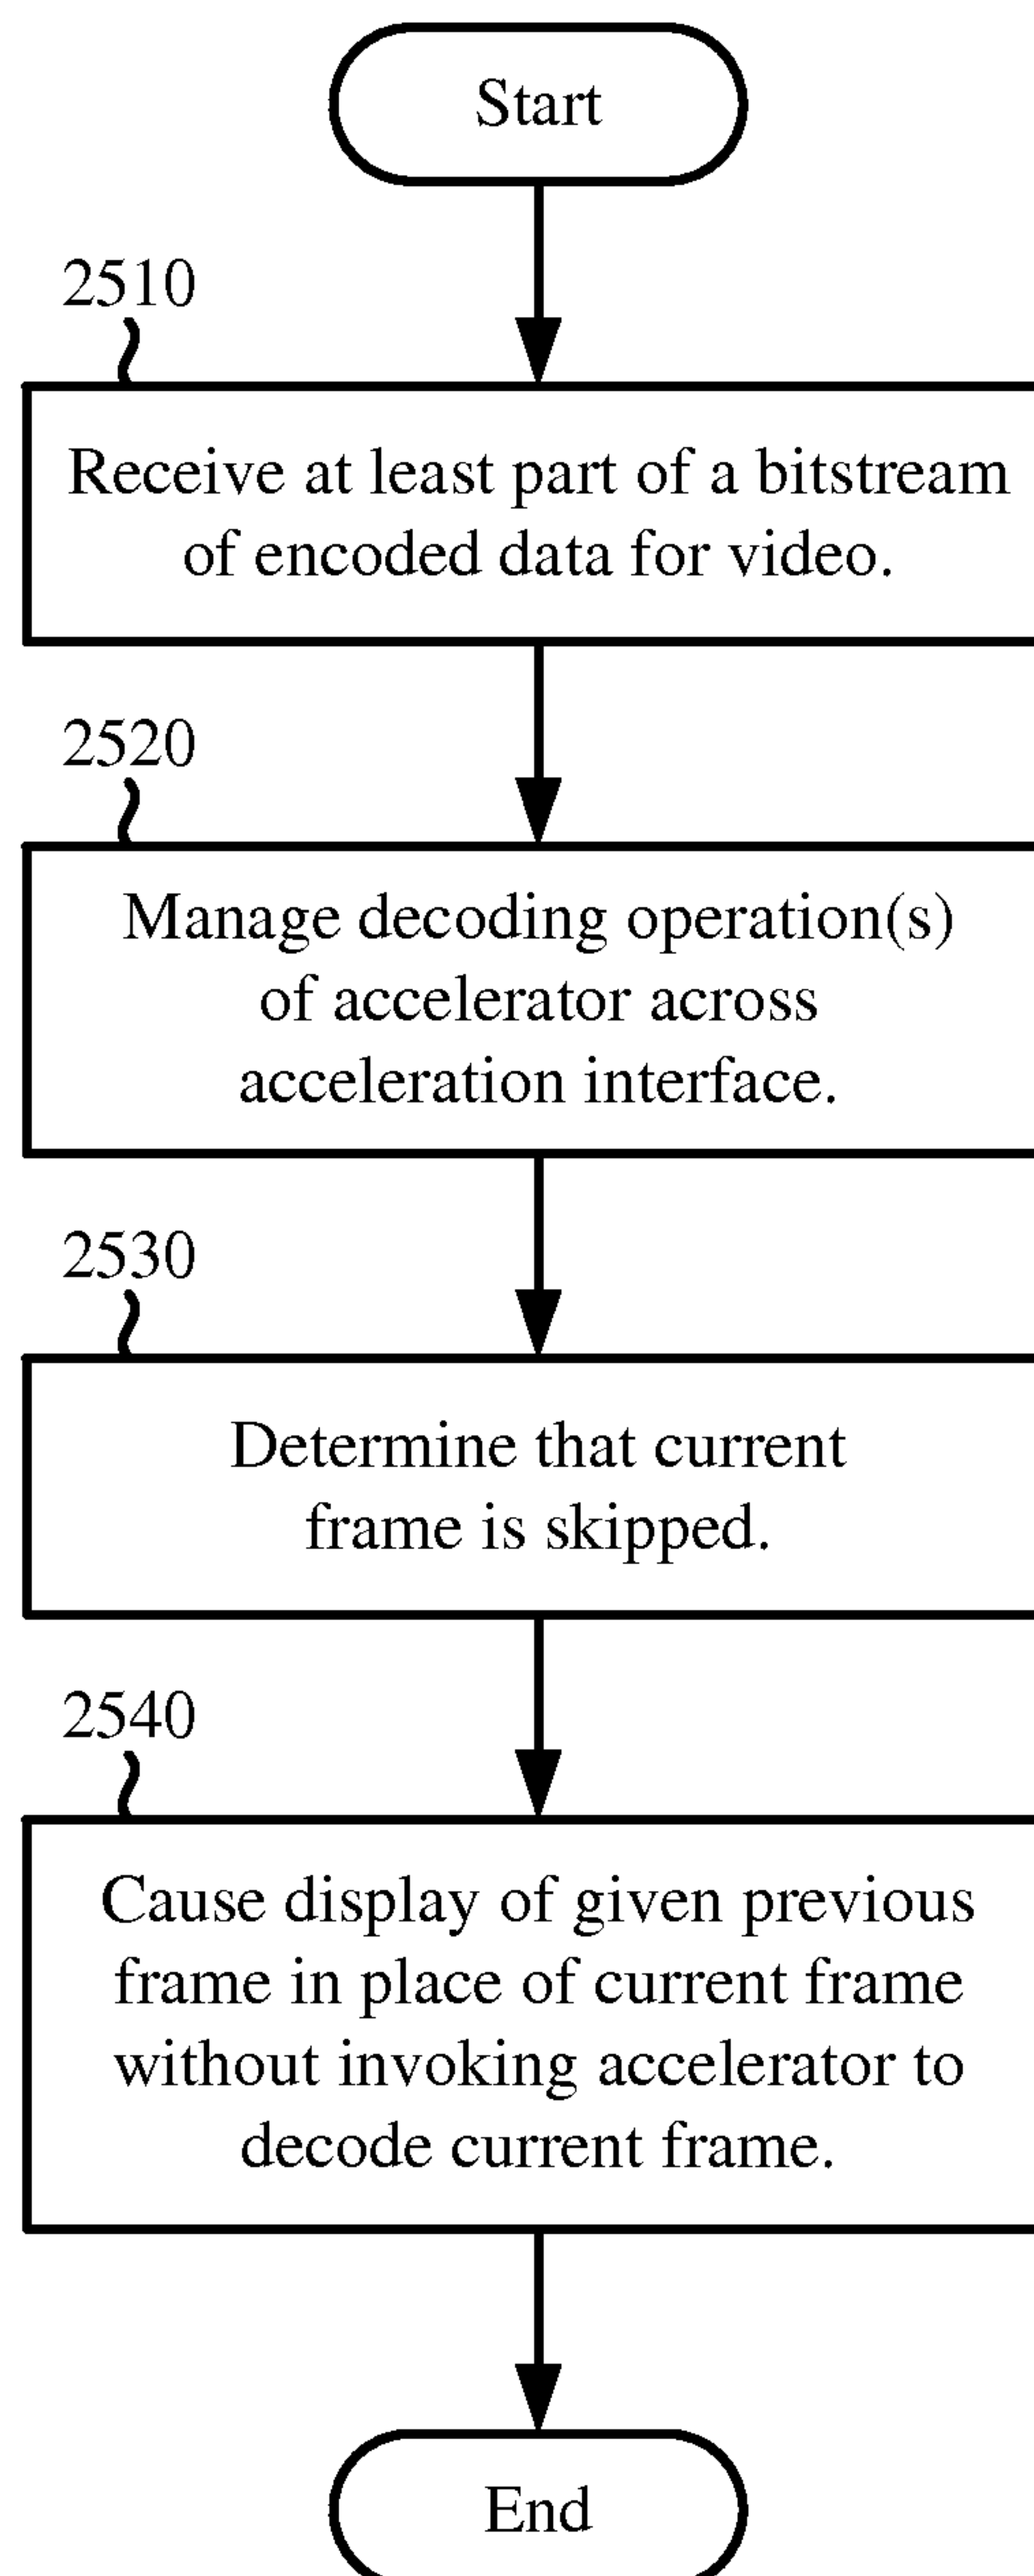 Start
2510
Receive at least part of a bitstream
of encoded data for video.
2520
Manage decoding operation(s)
of accelerator across
acceleration interface.
2530
Determine that current
frame is skipped.
2540
Cause display of given previous
frame in place of current frame
without invoking accelerator to
decode current frame.
End